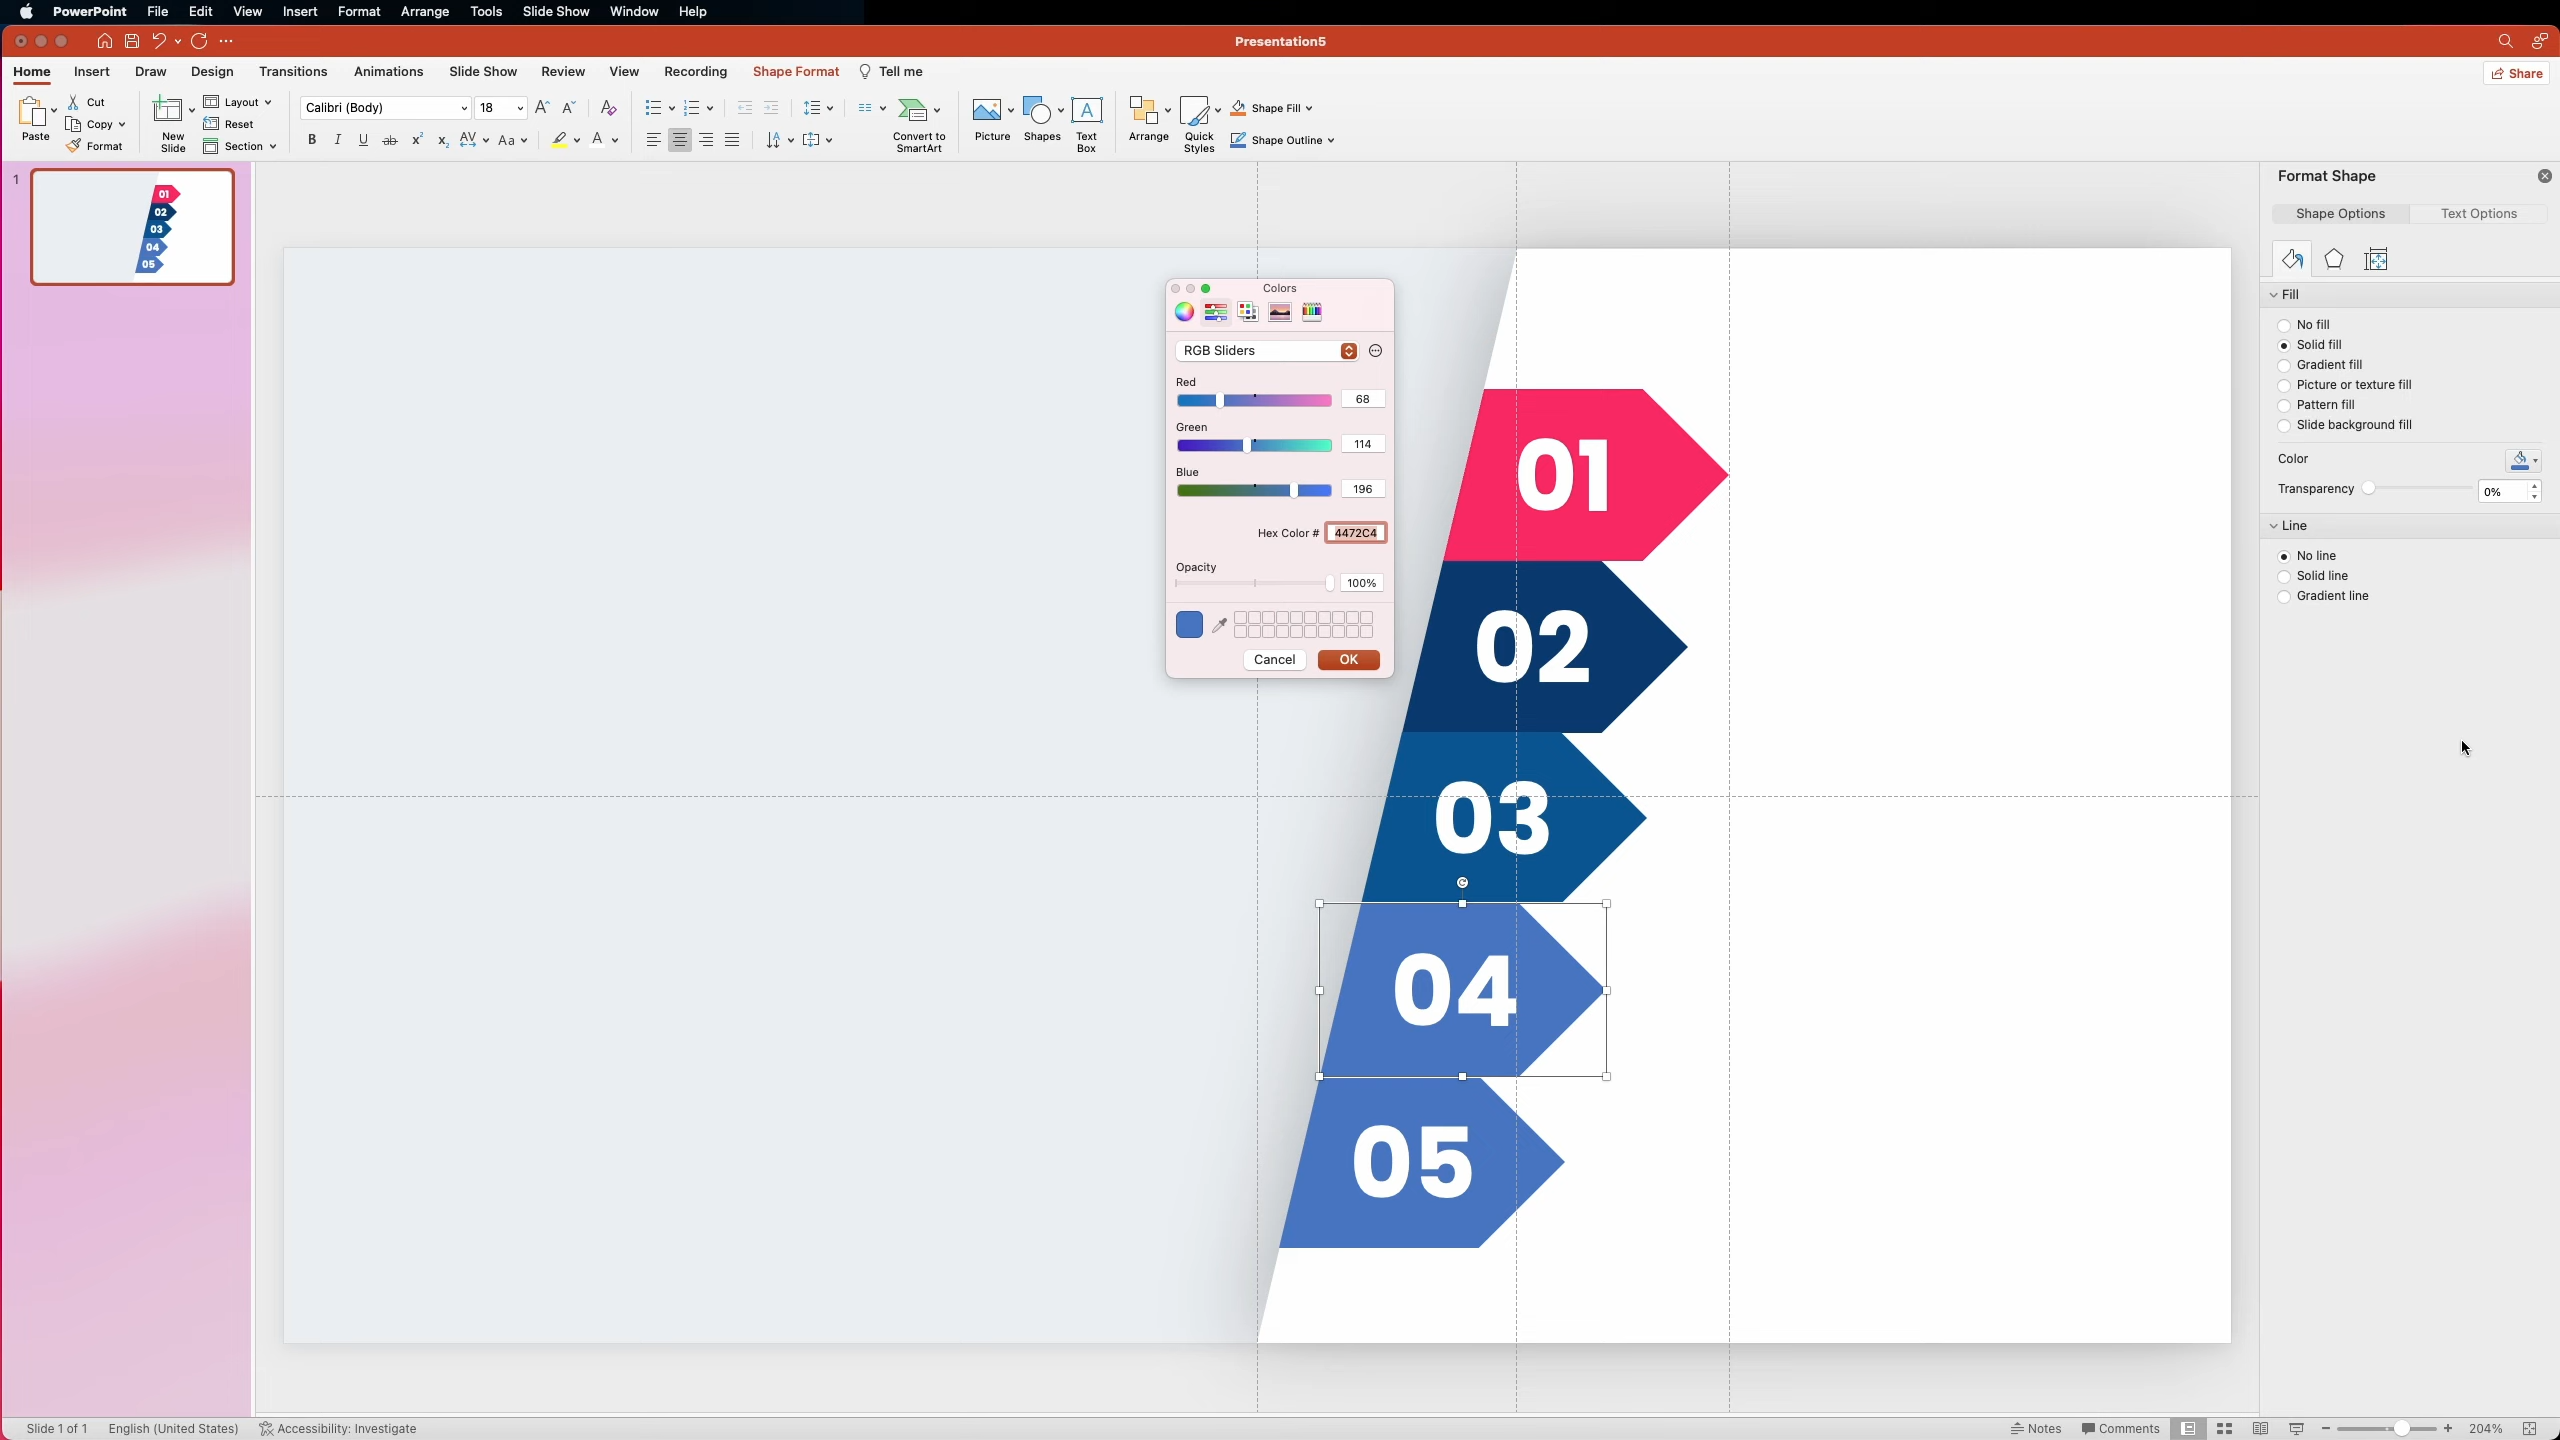 PowerPoint File Edit View Insert Format Arrange Tools Slide Show Window Help
Presentation5
Home Insert Draw Design Transitions Animations Slide Show Review View Recording Shape Format Tell me
Share
Paste
Cut
Copy
Format
New
Slide
Layout
Reset
Section
Calibri (Body) 18
Convert to
SmartArt
Picture
Shapes
Text
Box
Arrange
Quick
Styles
Shape Fill
Shape Outline
1
01
02
03
04
05
Colors
RGB Sliders
Red
68
Green
114
Blue
196
Hex Color # 4472C4
Opacity
100%
Cancel OK
01
02
03
04
05
Format Shape
Shape Options Text Options
Fill
No fill
Solid fill
Gradient fill
Picture or texture fill
Pattern fill
Slide background fill
Color
Transparency 0%
Line
No line
Solid line
Gradient line
Slide 1 of 1 English (United States) Accessibility: Investigate
Notes Comments 204%